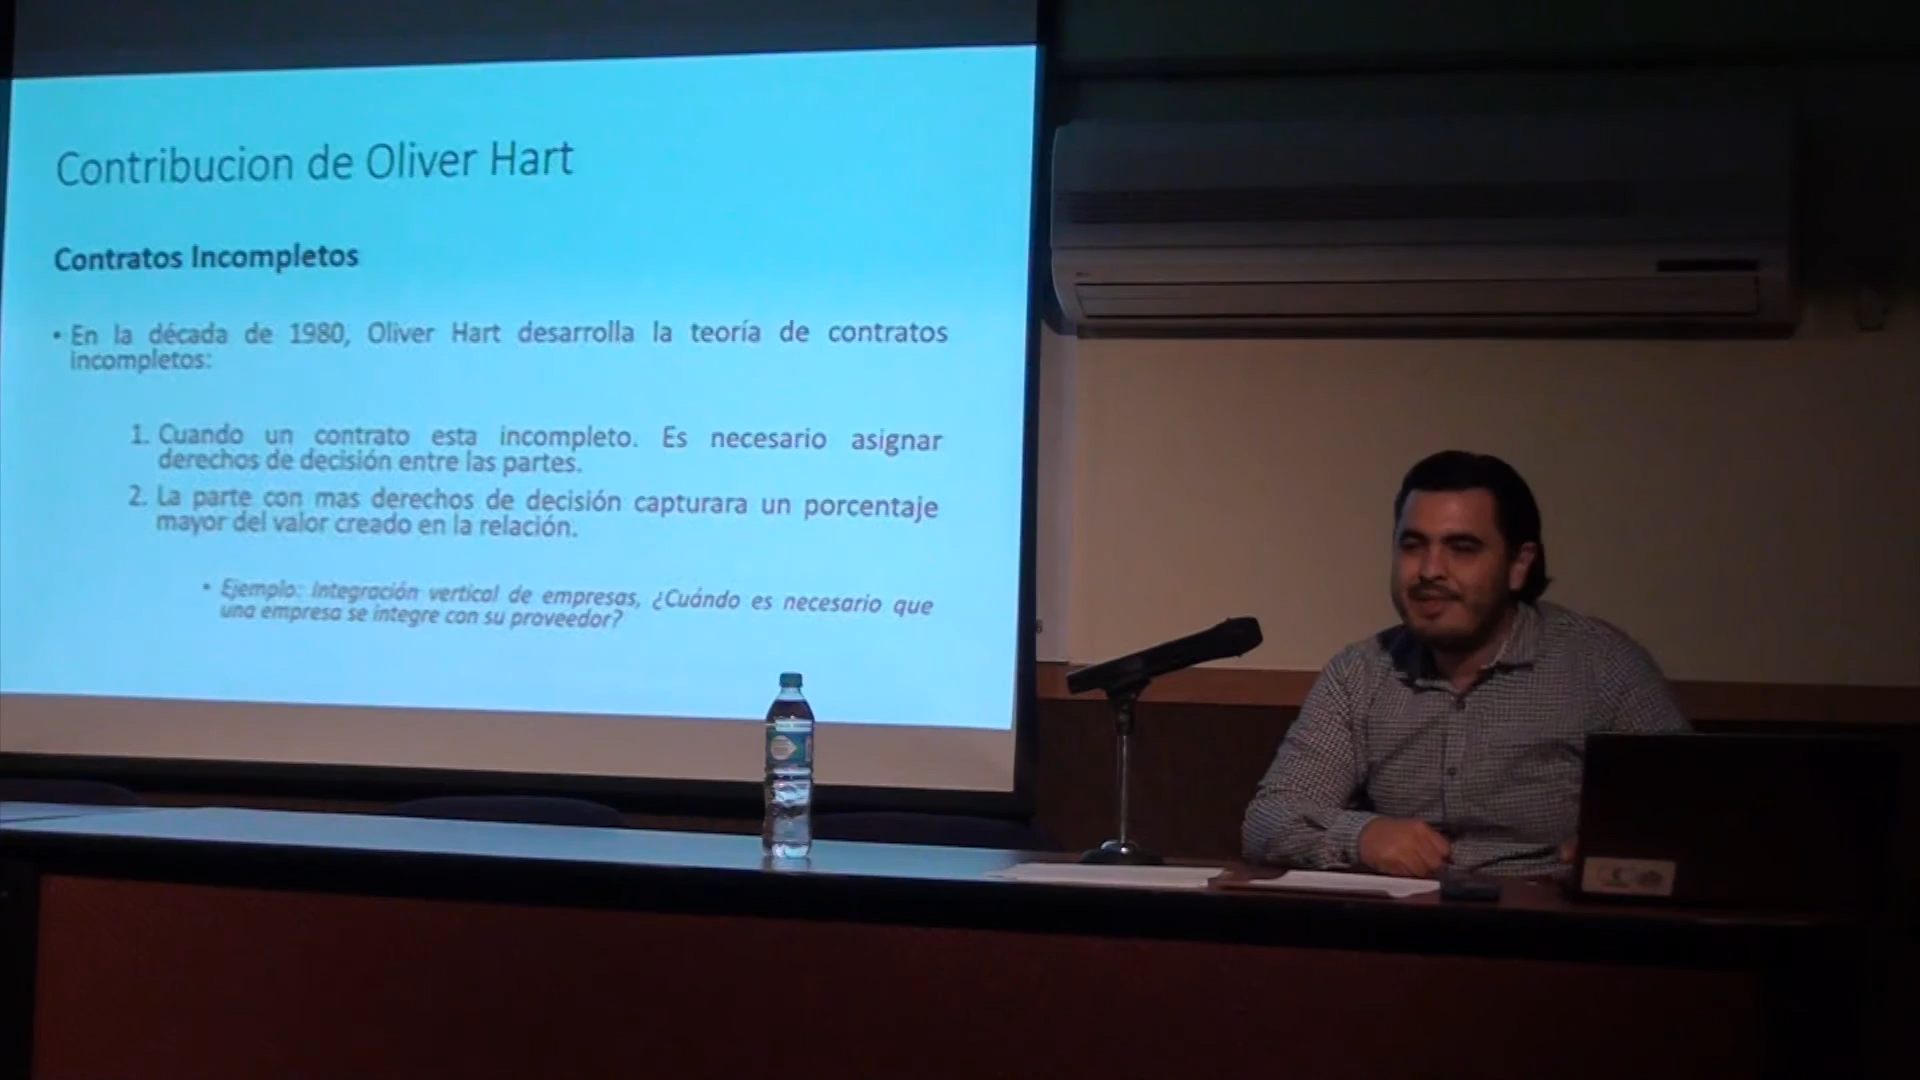 Contribucion de Oliver Hart
Contratos Incompletos
• En la década de 1980, Oliver Hart desarrolla la teoría de contratos
incompletos:
1. Cuando un contrato esta incompleto. Es necesario asignar
derechos de decisión entre las partes.
2. La parte con mas derechos de decisión capturara un porcentaje
mayor del valor creado en la relación.
• Ejemplo: Integración vertical de empresas, ¿Cuándo es necesario que
una empresa se integre con su proveedor?